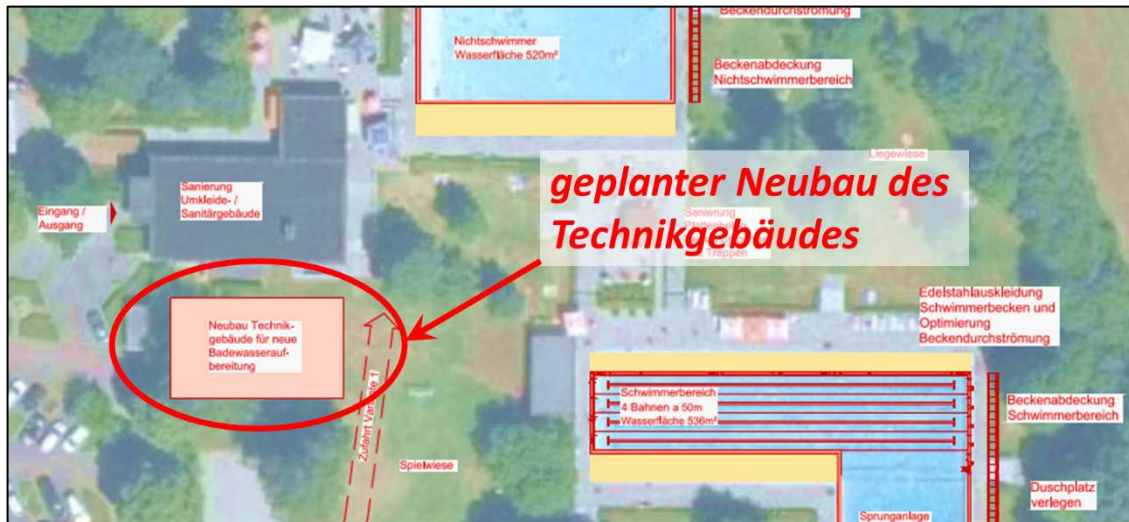 Beckendurchströmung
Nichtschwimmer
Wasserfläche 520m²
Beckenabdeckung
Nichtschwimmerbereich
Liegewiese
geplanter Neubau des
Technikgebäudes
Sanierung
Umkleide- /
Sanitärgebäude
Eingang /
Ausgang
Sanierung
Treppen
Neubau Technik-
gebäude für neue
Badewasserauf-
bereitung
Zufahrt Variante 1
Spielwiese
Edelstahlauskleidung
Schwimmerbecken und
Optimierung
Beckendurchströmung
Schwimmerbereich
4 Bahnen a 50m
Wasserfläche 536m²
Beckenabdeckung
Schwimmerbereich
Duschplatz
verlegen
Sprunganlage